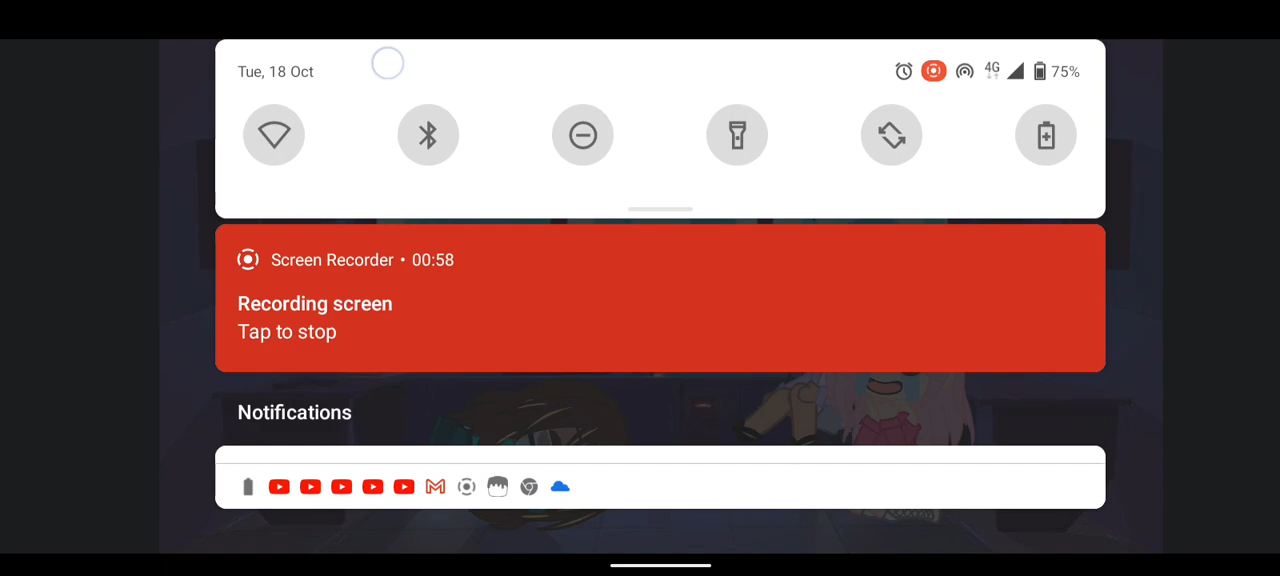 Tue, 18 Oct
4G
75%
Screen Recorder • 00:58
Recording screen
Tap to stop
Notifications